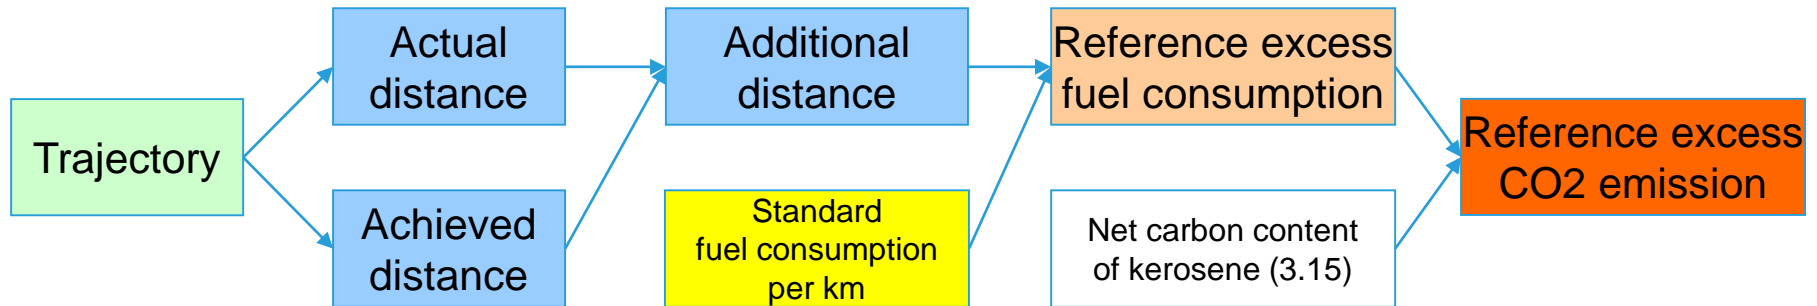 Trajectory
Actual
distance
Achieved
distance
Additional
distance
Standard
fuel consumption
per km
Reference excess
fuel consumption
Net carbon content
of kerosene (3.15)
Reference excess
CO2 emission